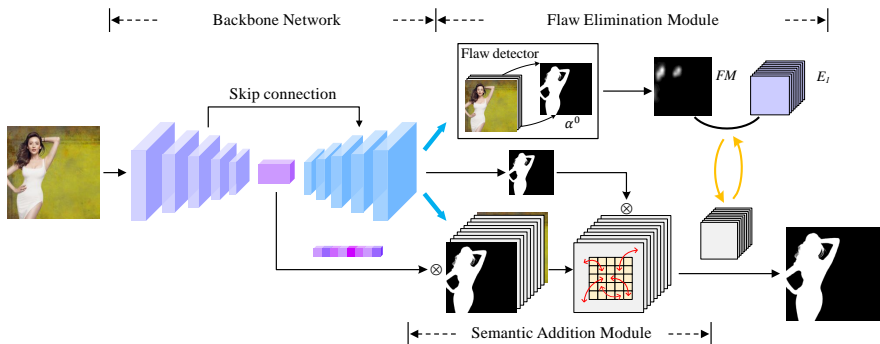 Backbone Network
Flaw Elimination Module
Flaw detector
α⁰
FM
E₁
Skip connection
⊗
⊗
Semantic Addition Module